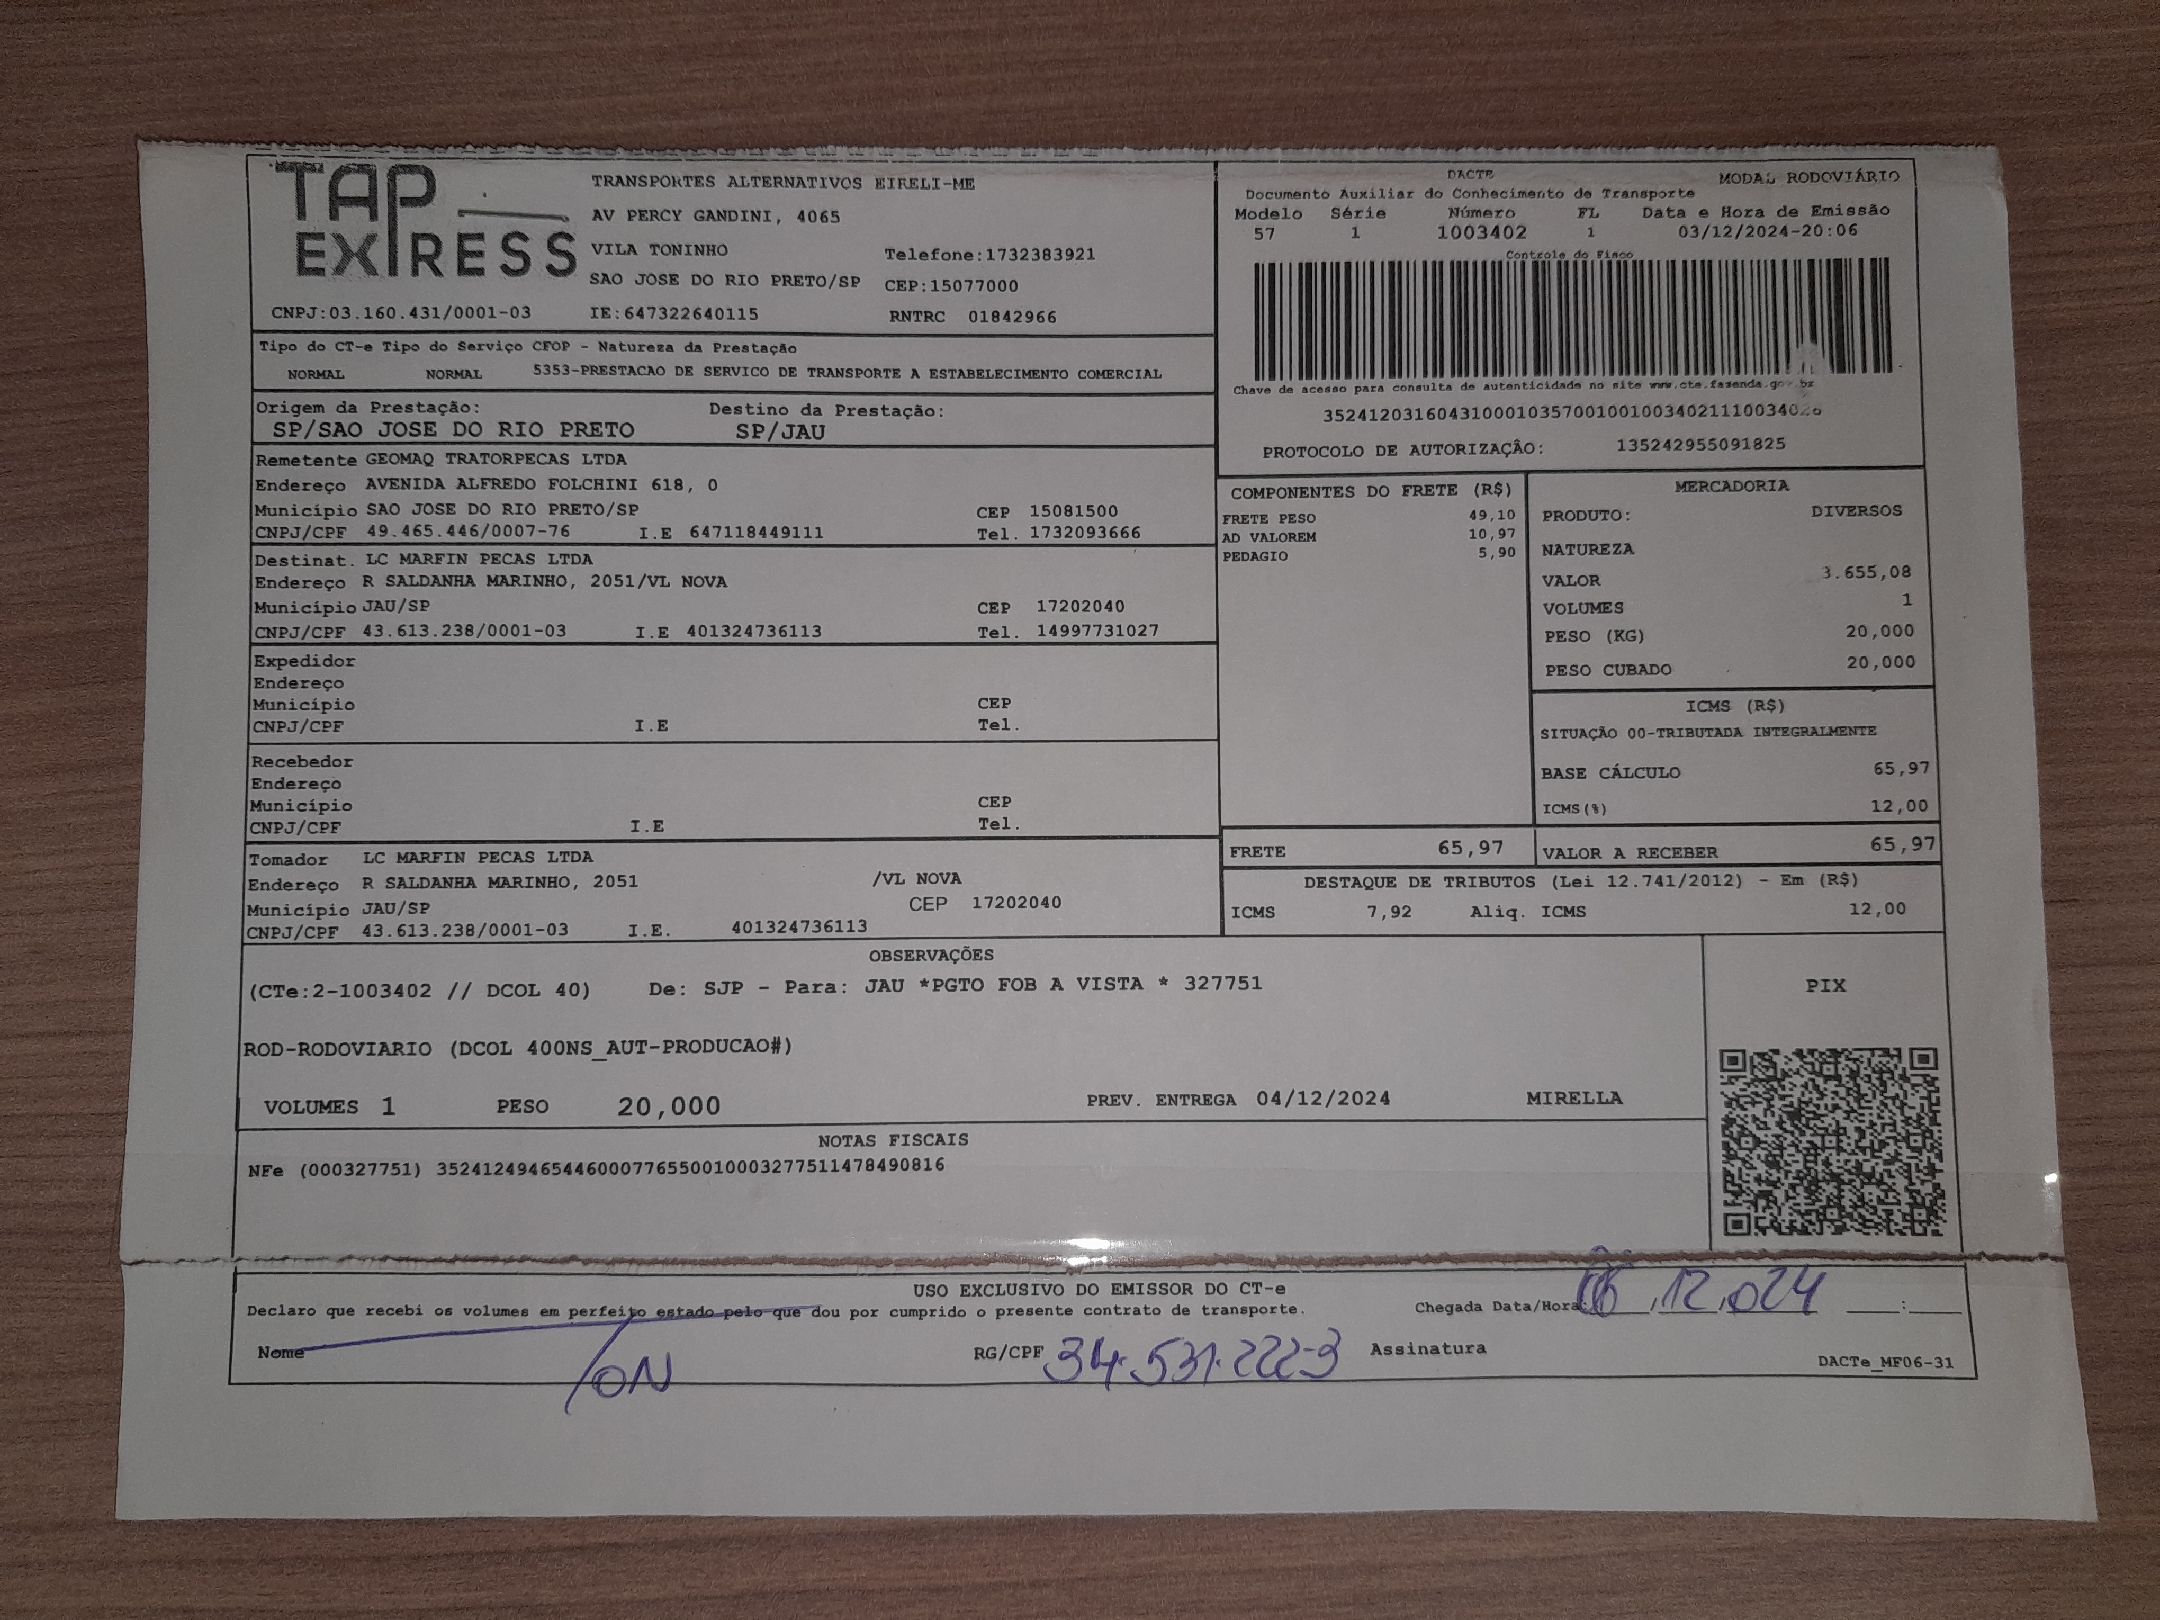 TAP EXPRESS
TRANSPORTES ALTERNATIVOS EIRELI-ME
AV PERCY GANDINI, 4065
VILA TONINHO Telefone:1732383921
SAO JOSE DO RIO PRETO/SP CEP:15077000
CNPJ:03.160.431/0001-03 IE:647322640115 RNTRC 01842966
DACTE MODAL RODOVIÁRIO
Documento Auxiliar do Conhecimento de Transporte
Modelo Série Número FL Data e Hora de Emissão
57 1 1003402 1 03/12/2024-20:06
Controle do Fisco
Chave de acesso para consulta de autenticidade no site www.cte.fazenda.gov.br
35241203160431000103570010010034021110034026
PROTOCOLO DE AUTORIZAÇÃO: 135242955091825
Tipo do CT-e Tipo do Serviço CFOP - Natureza da Prestação
NORMAL NORMAL 5353-PRESTACAO DE SERVICO DE TRANSPORTE A ESTABELECIMENTO COMERCIAL
Origem da Prestação: Destino da Prestação:
SP/SAO JOSE DO RIO PRETO SP/JAU
Remetente GEOMAQ TRATORPECAS LTDA
Endereço AVENIDA ALFREDO FOLCHINI 618, 0
Município SAO JOSE DO RIO PRETO/SP CEP 15081500
CNPJ/CPF 49.465.446/0007-76 I.E 647118449111 Tel. 1732093666
Destinat. LC MARFIN PECAS LTDA
Endereço R SALDANHA MARINHO, 2051/VL NOVA
Município JAU/SP CEP 17202040
CNPJ/CPF 43.613.238/0001-03 I.E 401324736113 Tel. 14997731027
Expedidor
Endereço
Município CEP
CNPJ/CPF I.E Tel.
Recebedor
Endereço
Município CEP
CNPJ/CPF I.E Tel.
Tomador LC MARFIN PECAS LTDA
Endereço R SALDANHA MARINHO, 2051 /VL NOVA
Município JAU/SP CEP 17202040
CNPJ/CPF 43.613.238/0001-03 I.E. 401324736113
COMPONENTES DO FRETE (R$)
FRETE PESO 49,10
AD VALOREM 10,97
PEDAGIO 5,90
MERCADORIA
PRODUTO: DIVERSOS
NATUREZA
VALOR 3.655,08
VOLUMES 1
PESO (KG) 20,000
PESO CUBADO 20,000
ICMS (R$)
SITUAÇÃO 00-TRIBUTADA INTEGRALMENTE
BASE CÁLCULO 65,97
ICMS(%) 12,00
FRETE 65,97 VALOR A RECEBER 65,97
DESTAQUE DE TRIBUTOS (Lei 12.741/2012) - Em (R$)
ICMS 7,92 Aliq. ICMS 12,00
OBSERVAÇÕES
(CTe:2-1003402 // DCOL 40) De: SJP - Para: JAU *PGTO FOB A VISTA * 327751
ROD-RODOVIARIO (DCOL 400NS_AUT-PRODUCAO#)
VOLUMES 1 PESO 20,000 PREV. ENTREGA 04/12/2024 MIRELLA
PIX
NOTAS FISCAIS
NFe (000327751) 35241249465446000776550010003277511478490816
USO EXCLUSIVO DO EMISSOR DO CT-e
Declaro que recebi os volumes em perfeito estado pelo que dou por cumprido o presente contrato de transporte. Chegada Data/Hora: .12.024 :
Nome RG/CPF 34.531.222-3 Assinatura
DACTe_MF06-31